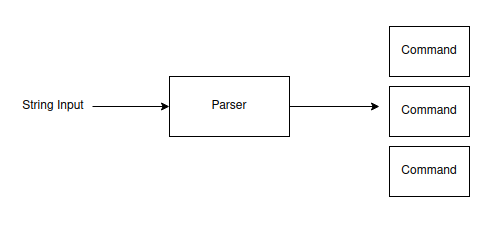 String Input
Parser
Command
Command
Command